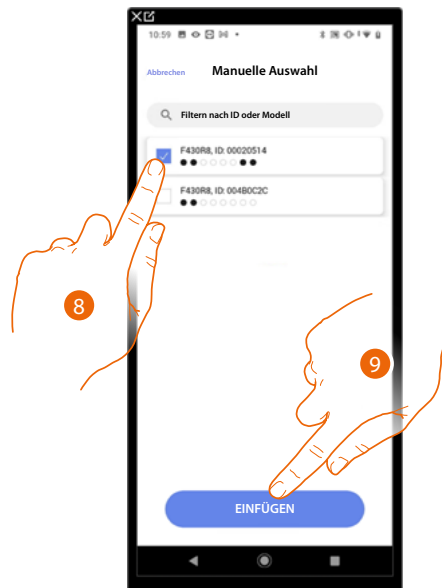 10:59
Abbrechen Manuelle Auswahl
Filtern nach ID oder Modell
F430R8, ID: 00020514
F430R8, ID: 004B0C2C
8
9
EINFÜGEN